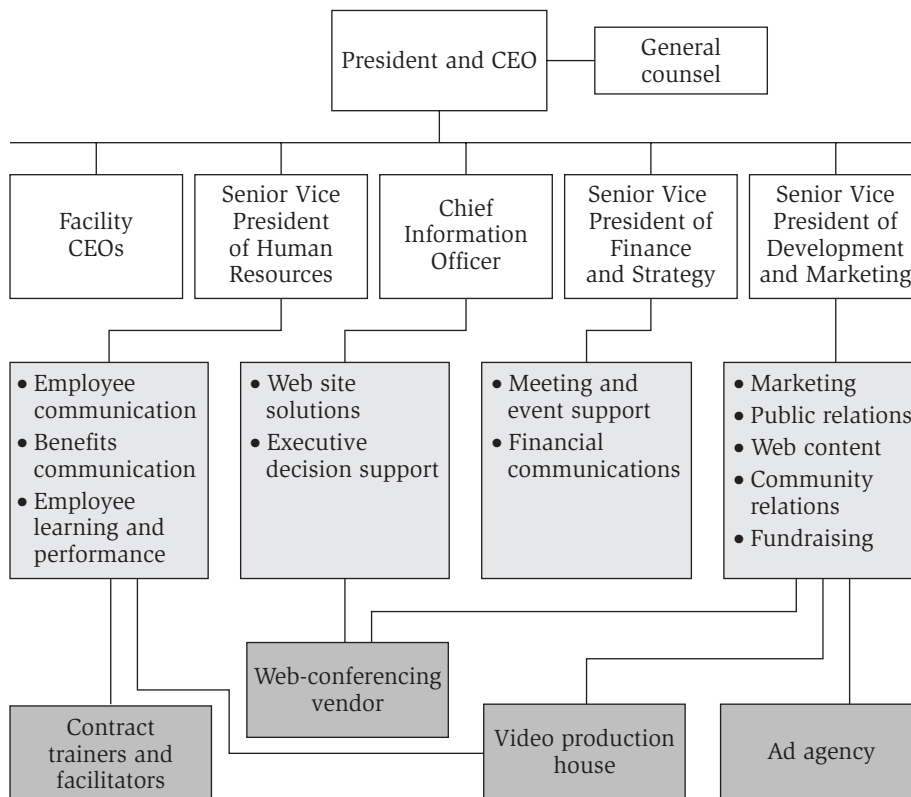 President and CEO
General
counsel
Facility
CEOs
Senior Vice
President
of Human
Resources
Chief
Information
Officer
Senior Vice
President of
Finance
and Strategy
Senior Vice
President of
Development
and Marketing
• Employee
communication
• Benefits
communication
• Employee
learning and
performance
• Web site
solutions
• Executive
decision support
• Meeting and
event support
• Financial
communications
• Marketing
• Public relations
• Web content
• Community
relations
• Fundraising
Web-conferencing
vendor
Contract
trainers and
facilitators
Video production
house
Ad agency